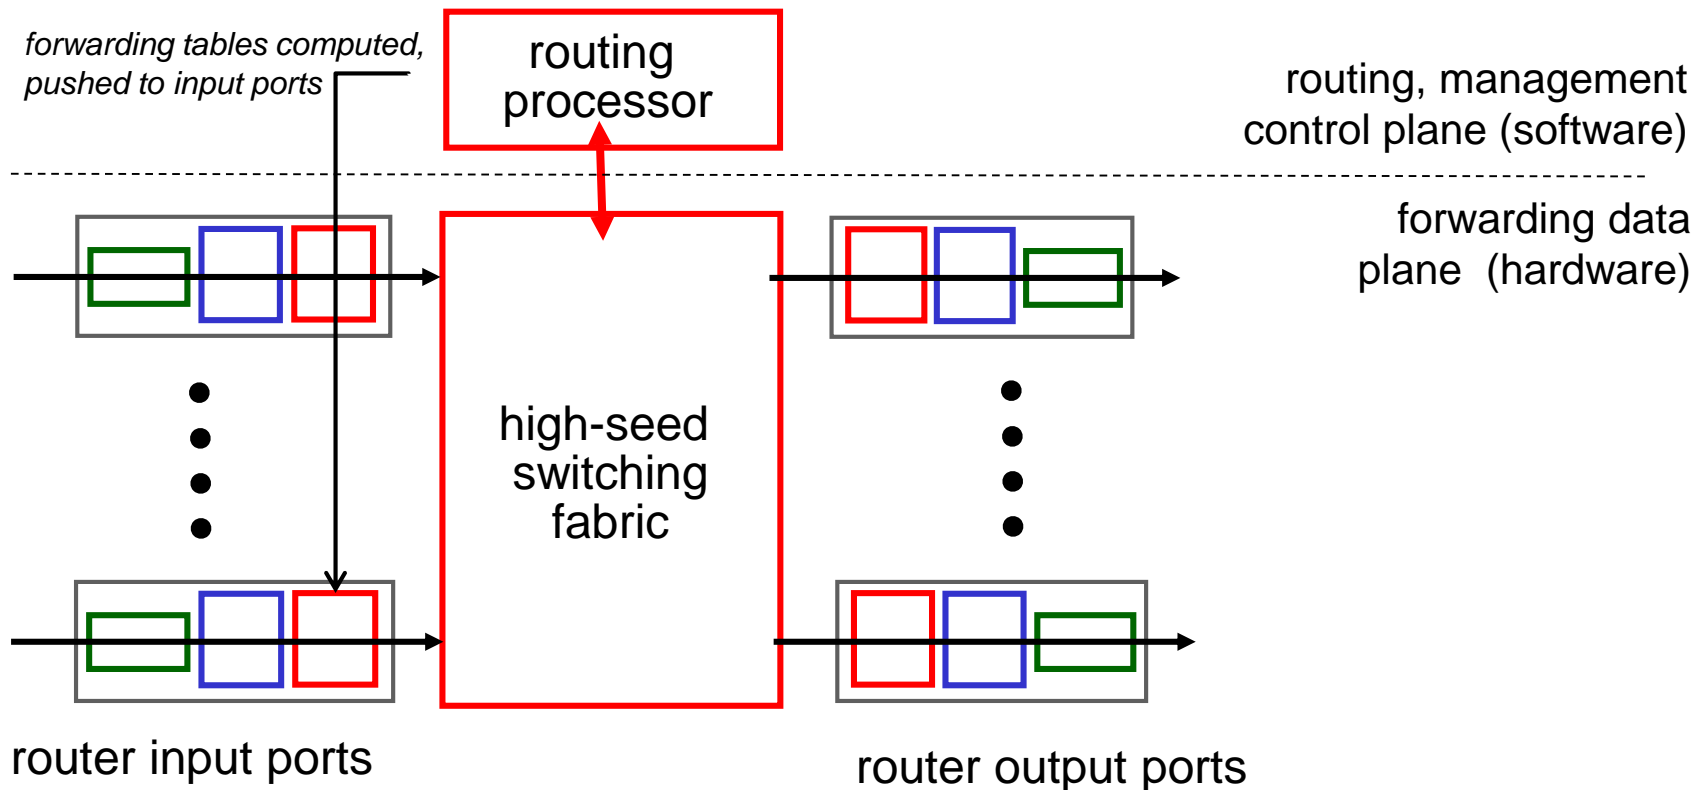 forwarding tables computed,
pushed to input ports
routing
processor
routing, management
control plane (software)
forwarding data
plane (hardware)
high-seed
switching
fabric
router input ports
router output ports